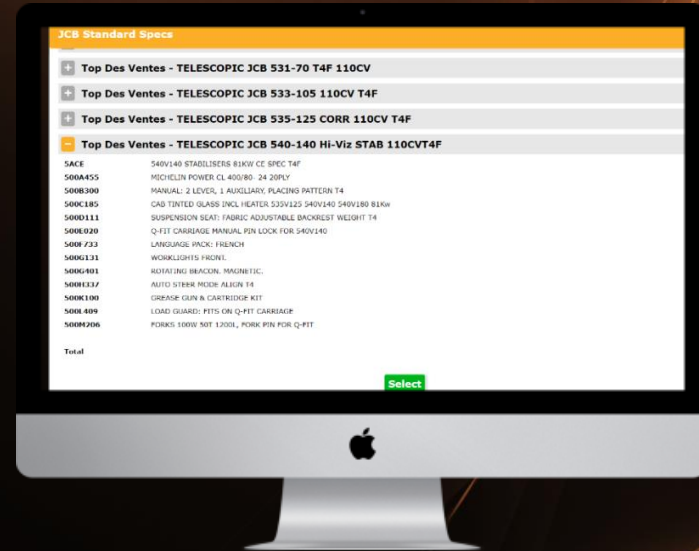 JCB Standard Specs
Top Des Ventes - TELESCOPIC JCB 531-70 T4F 110CV
Top Des Ventes - TELESCOPIC JCB 533-105 110CV T4F
Top Des Ventes - TELESCOPIC JCB 535-125 CORR 110CV T4F
Top Des Ventes - TELESCOPIC JCB 540-140 Hi-Viz STAB 110CVT4F
5ACE 540V140 STABILISERS 81KW CE SPEC T4F
500A455 MICHELIN POWER CL 400/80- 24 20PLY
500B300 MANUAL: 2 LEVER, 1 AUXILIARY, PLACING PATTERN T4
500C185 CAB TINTED GLASS INCL HEATER 535V125 540V140 540V180 81Kw
500D111 SUSPENSION SEAT: FABRIC ADJUSTABLE BACKREST WEIGHT T4
500E020 Q-FIT CARRIAGE MANUAL PIN LOCK FOR 540V140
500F733 LANGUAGE PACK: FRENCH
500G131 WORKLIGHTS FRONT.
500G401 ROTATING BEACON. MAGNETIC.
500H337 AUTO STEER MODE ALIGN T4
500K100 GREASE GUN & CARTRIDGE KIT
500L409 LOAD GUARD: FITS ON Q-FIT CARRIAGE
500M206 FORKS 100W 50T 1200L, FORK PIN FOR Q-FIT
Total
Select